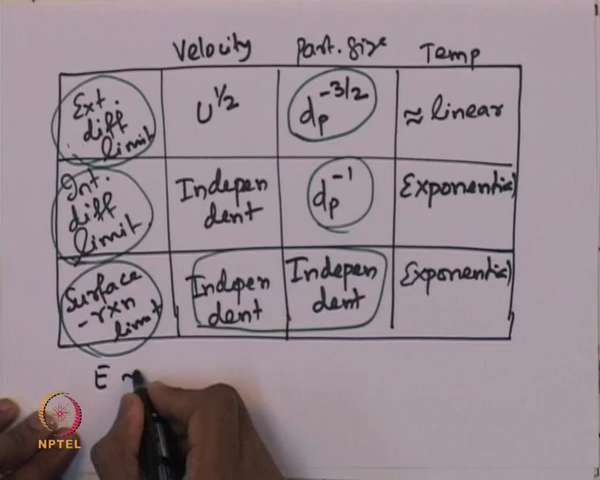 Velocity Part. size Temp
Ext.
diff
limit
U^1/2
dp^-3/2
≈ linear
Int.
diff
limit
Indepen
dent
dp^-1
Exponential
Surface
-rxn
limit
Indepen
dent
Indepen
dent
Exponential
E ~
NPTEL